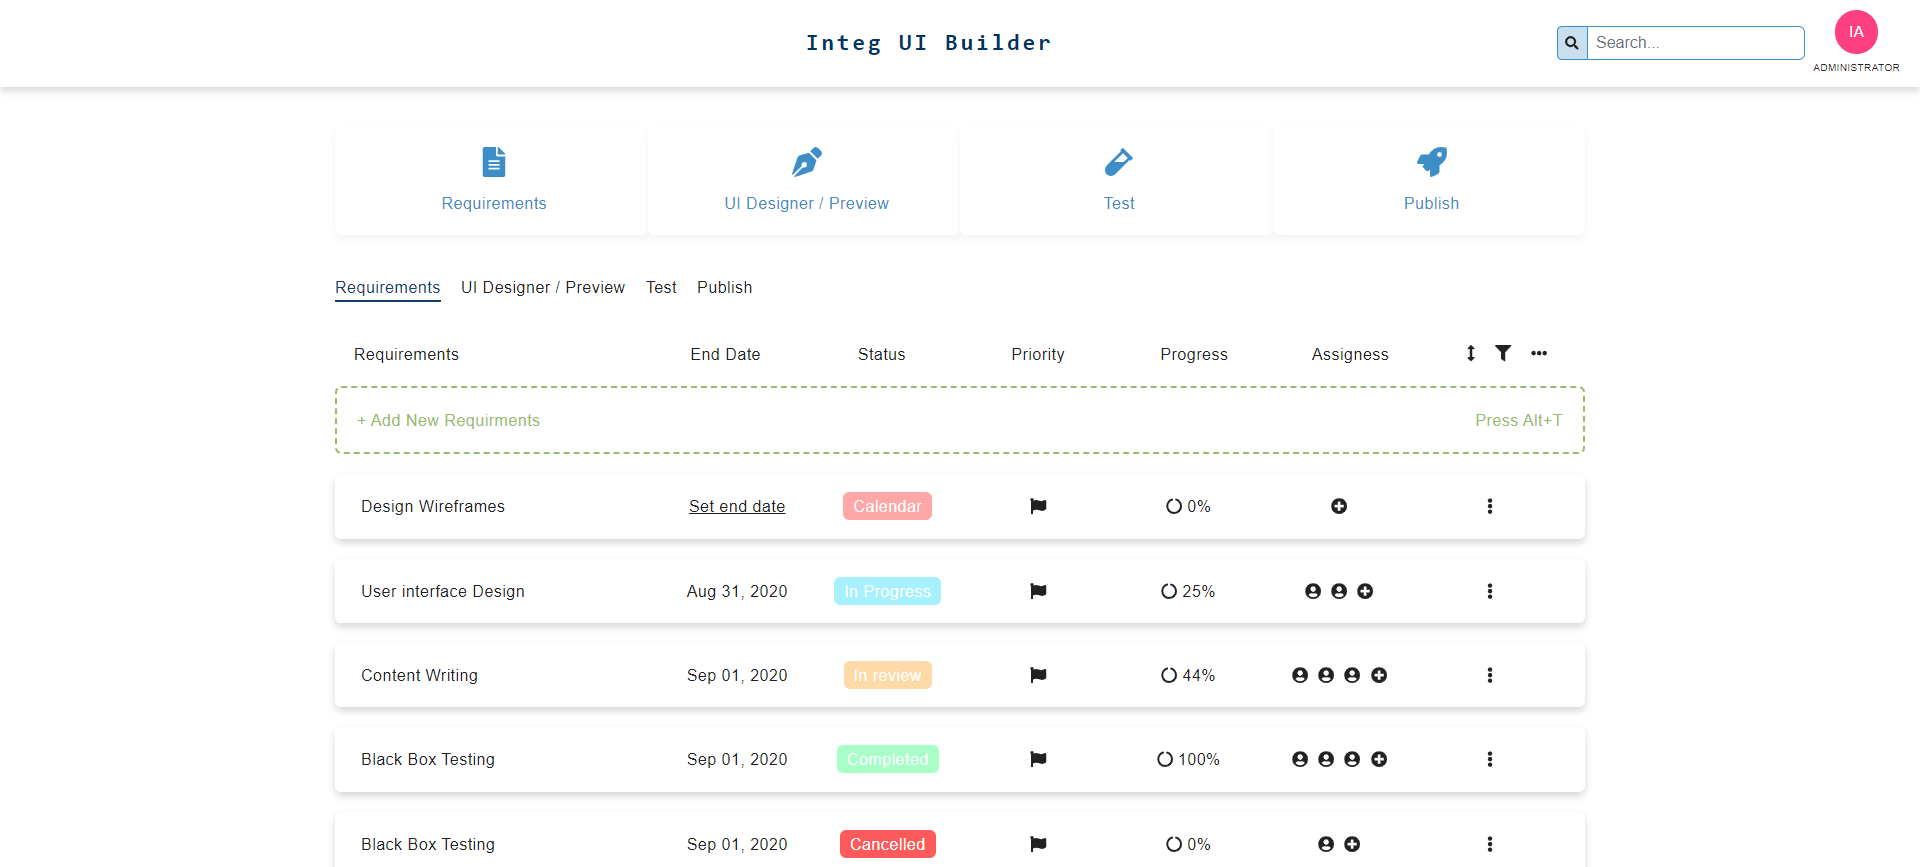 Integ UI Builder
Search...
IA
ADMINISTRATOR
Requirements
UI Designer / Preview
Test
Publish
Requirements UI Designer / Preview Test Publish
Requirements End Date Status Priority Progress Assigness
+ Add New Requirments Press Alt+T
Design Wireframes Set end date Calendar 0%
User interface Design Aug 31, 2020 In Progress 25%
Content Writing Sep 01, 2020 In review 44%
Black Box Testing Sep 01, 2020 Completed 100%
Black Box Testing Sep 01, 2020 Cancelled 0%